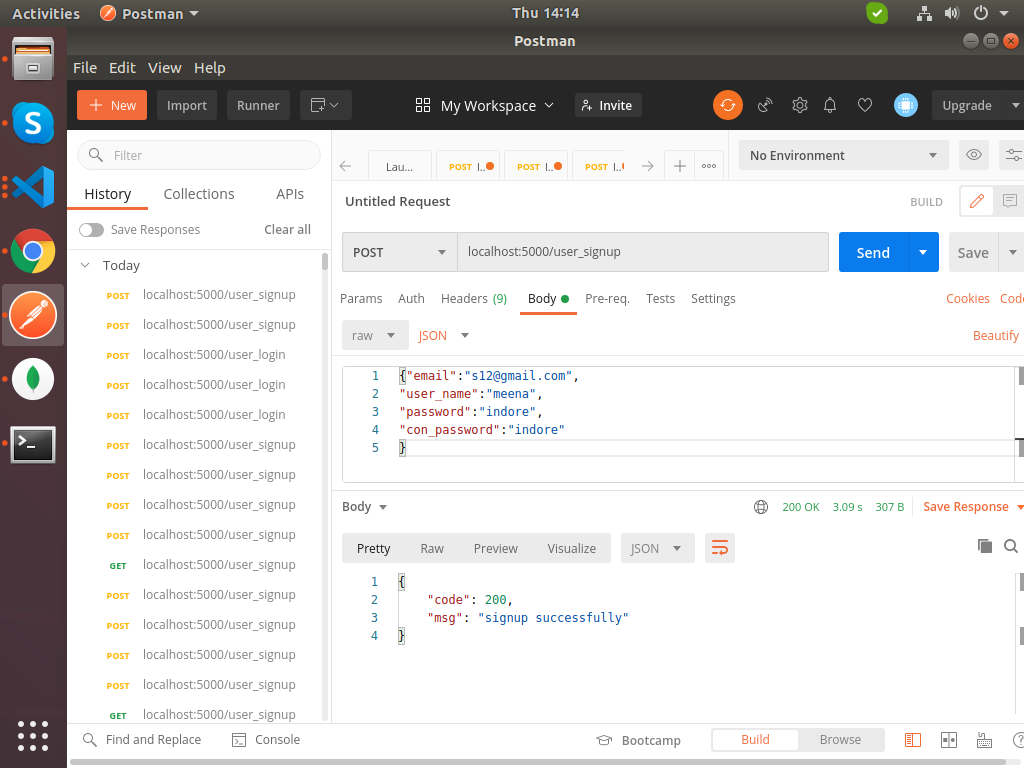 Activities Postman Thu 14:14
Postman
File Edit View Help
New Import Runner My Workspace Invite Upgrade
Filter
History Collections APIs
Save Responses Clear all
Today
POST localhost:5000/user_signup
POST localhost:5000/user_signup
POST localhost:5000/user_login
POST localhost:5000/user_login
POST localhost:5000/user_login
POST localhost:5000/user_signup
POST localhost:5000/user_signup
POST localhost:5000/user_signup
POST localhost:5000/user_signup
GET localhost:5000/user_signup
POST localhost:5000/user_signup
POST localhost:5000/user_signup
POST localhost:5000/user_signup
POST localhost:5000/user_signup
GET localhost:5000/user_signup
Lau... POST l.. POST l.. POST l.. No Environment
Untitled Request BUILD
POST localhost:5000/user_signup Send Save
Params Auth Headers (9) Body Pre-req. Tests Settings Cookies Code
raw JSON Beautify
1 {"email":"s12@gmail.com",
2 "user_name":"meena",
3 "password":"indore",
4 "con_password":"indore"
5 }
Body 200 OK 3.09 s 307 B Save Response
Pretty Raw Preview Visualize JSON
1 {
2 "code": 200,
3 "msg": "signup successfully"
4 }
Find and Replace Console Bootcamp Build Browse